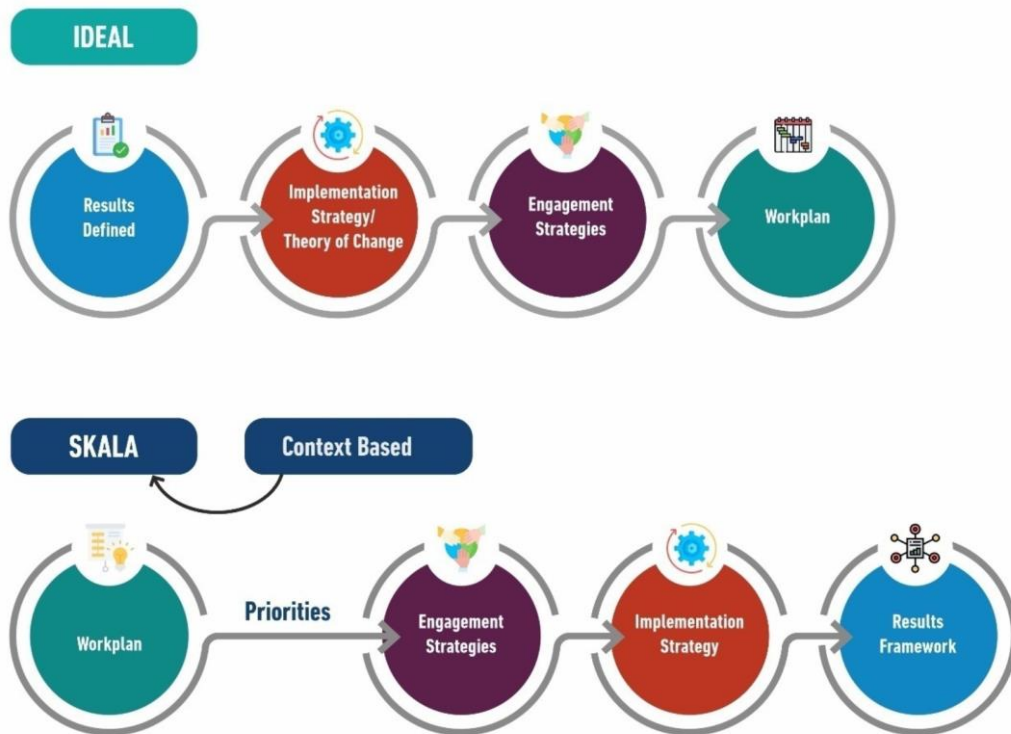 IDEAL
Results
Defined
Implementation
Strategy/
Theory of Change
Engagement
Strategies
Workplan
SKALA
Context Based
Workplan
Priorities
Engagement
Strategies
Implementation
Strategy
Results
Framework